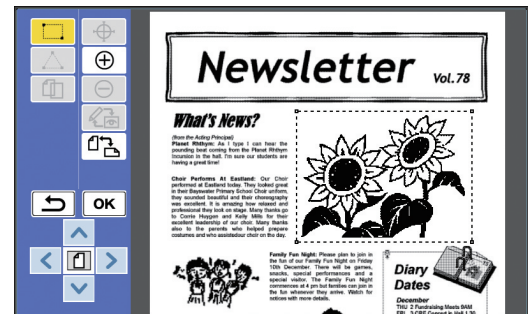 Newsletter Vol. 78
What's News?
(from the Acting Principal)
Planet Rhthym: As I type I can hear the
pounding beat coming from the Planet Rhthym
Incursion in the hall. I'm sure our students are
having a great time!
Choir Performs At Eastland: Our Choir
performed at Eastland today. They looked great
in their Bayswater Primary School Choir uniform,
they sounded beautiful and their choreography
was excellent. It is amazing how relaxed and
professional they look on stage. Many thanks go
to Corrie Huygen and Kelly Mills for their
excellent leadership of our choir. Many thanks
also to the parents who helped prepare
costumes and who assistedour choir on the day.
OK
Family Fun Night: Please plan to join in
the fun of our Family Fun Night on Friday
10th December. There will be games,
snacks, special performances and a
special visitor. The Family Fun Night
commences at 4 pm but families can join in
the fun whenever they arrive. Watch for
notices with more details.
Diary
Dates
December
THU 2 Fundraising Meets 9AM